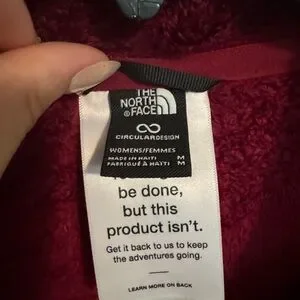 THE
NORTH
FACE
CIRCULARDESIGN
WOMENS/FEMMES
MADE IN HAITI M
FABRIQUÉ À HAÏTI M
be done,
but this
product isn't.
Get it back to us to keep
the adventures going.
LEARN MORE ON BACK